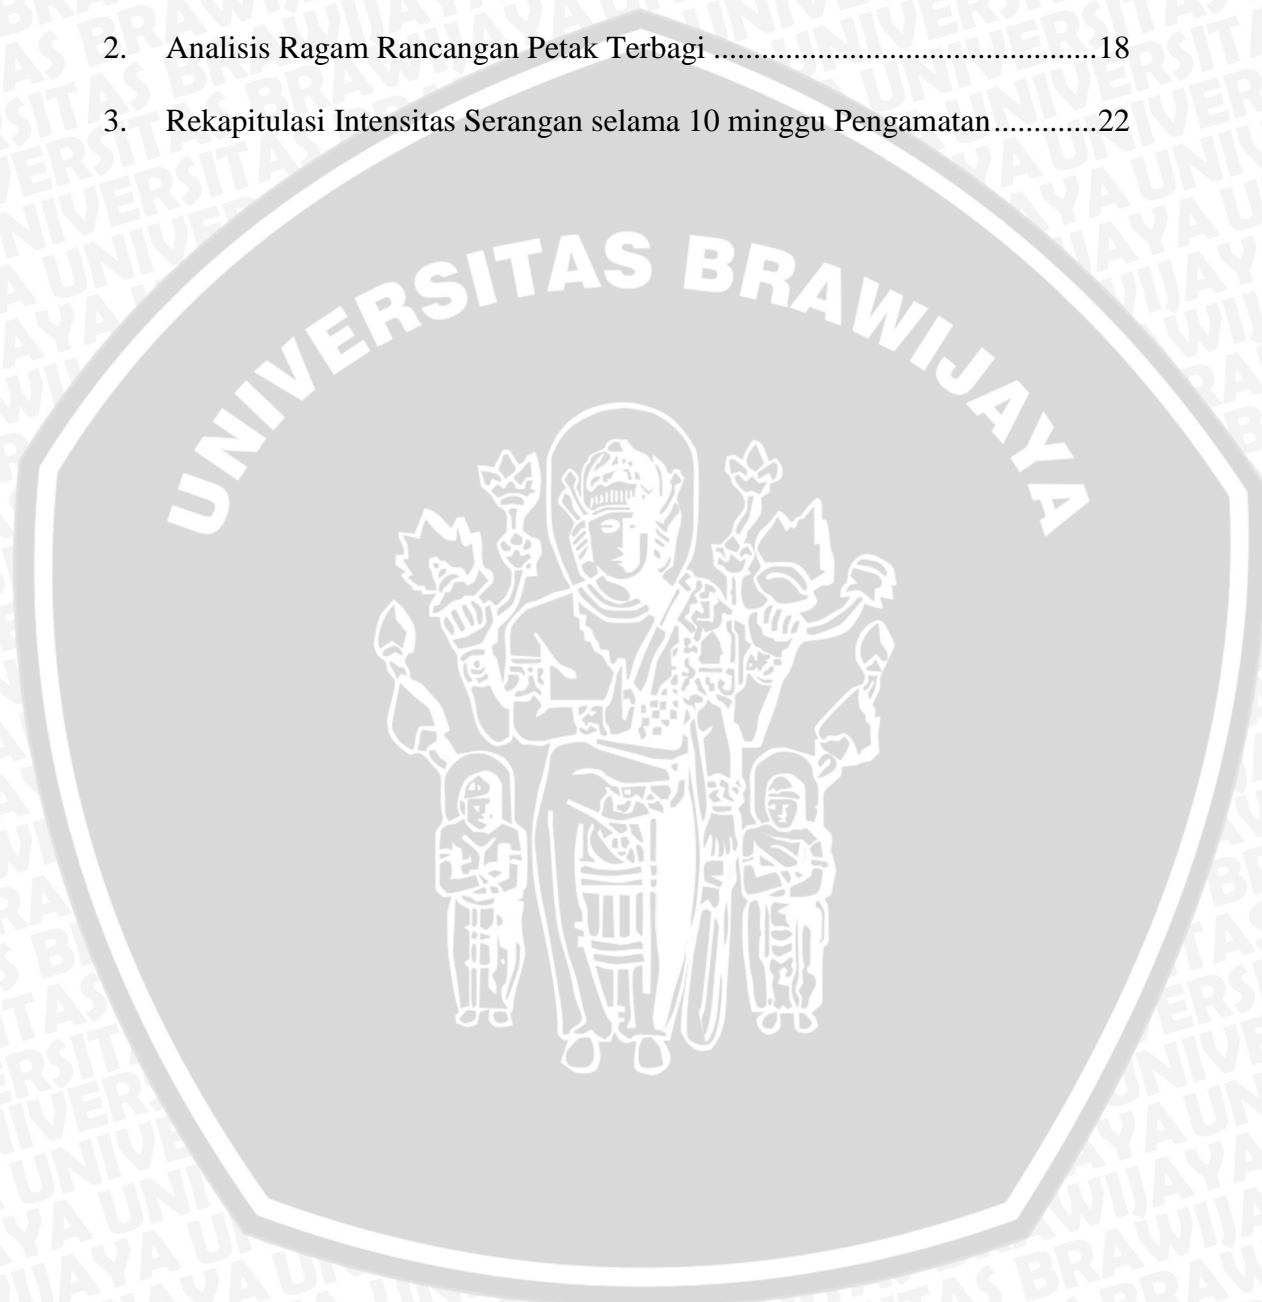 2. Analisis Ragam Rancangan Petak Terbagi ................................................18
3. Rekapitulasi Intensitas Serangan selama 10 minggu Pengamatan.............22
UNIVERSITAS BRAWIJAYA